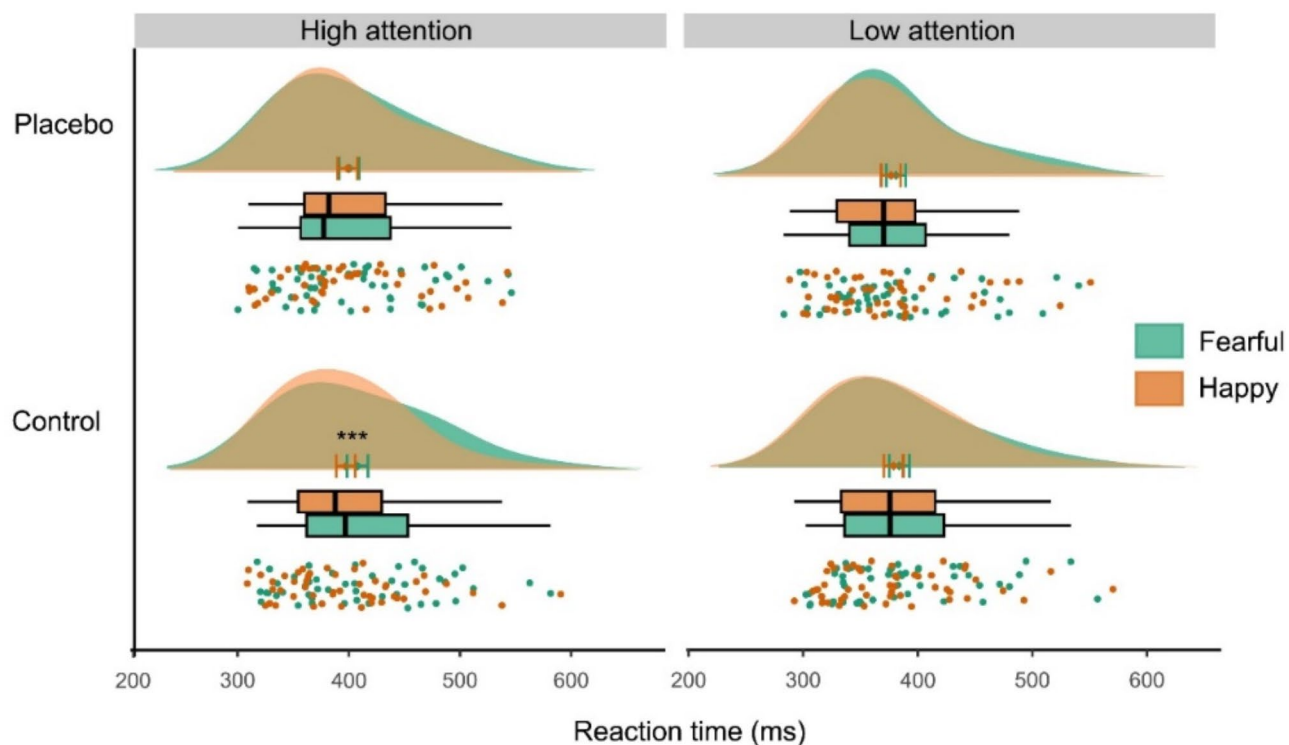 High attention
Low attention
Placebo
Fearful
Happy
Control
***
200 300 400 500 600
200 300 400 500 600
Reaction time (ms)